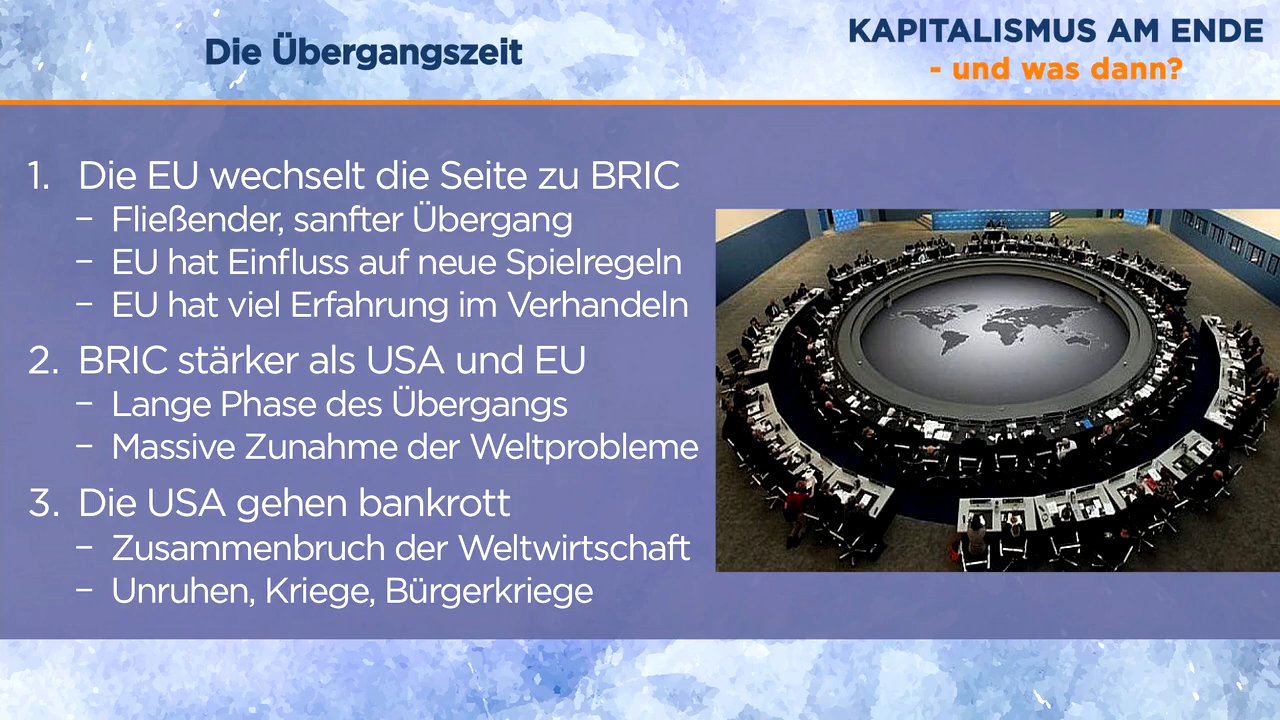 Die Übergangszeit
KAPITALISMUS AM ENDE
- und was dann?
1. Die EU wechselt die Seite zu BRIC
– Fließender, sanfter Übergang
– EU hat Einfluss auf neue Spielregeln
– EU hat viel Erfahrung im Verhandeln
2. BRIC stärker als USA und EU
– Lange Phase des Übergangs
– Massive Zunahme der Weltprobleme
3. Die USA gehen bankrott
– Zusammenbruch der Weltwirtschaft
– Unruhen, Kriege, Bürgerkriege